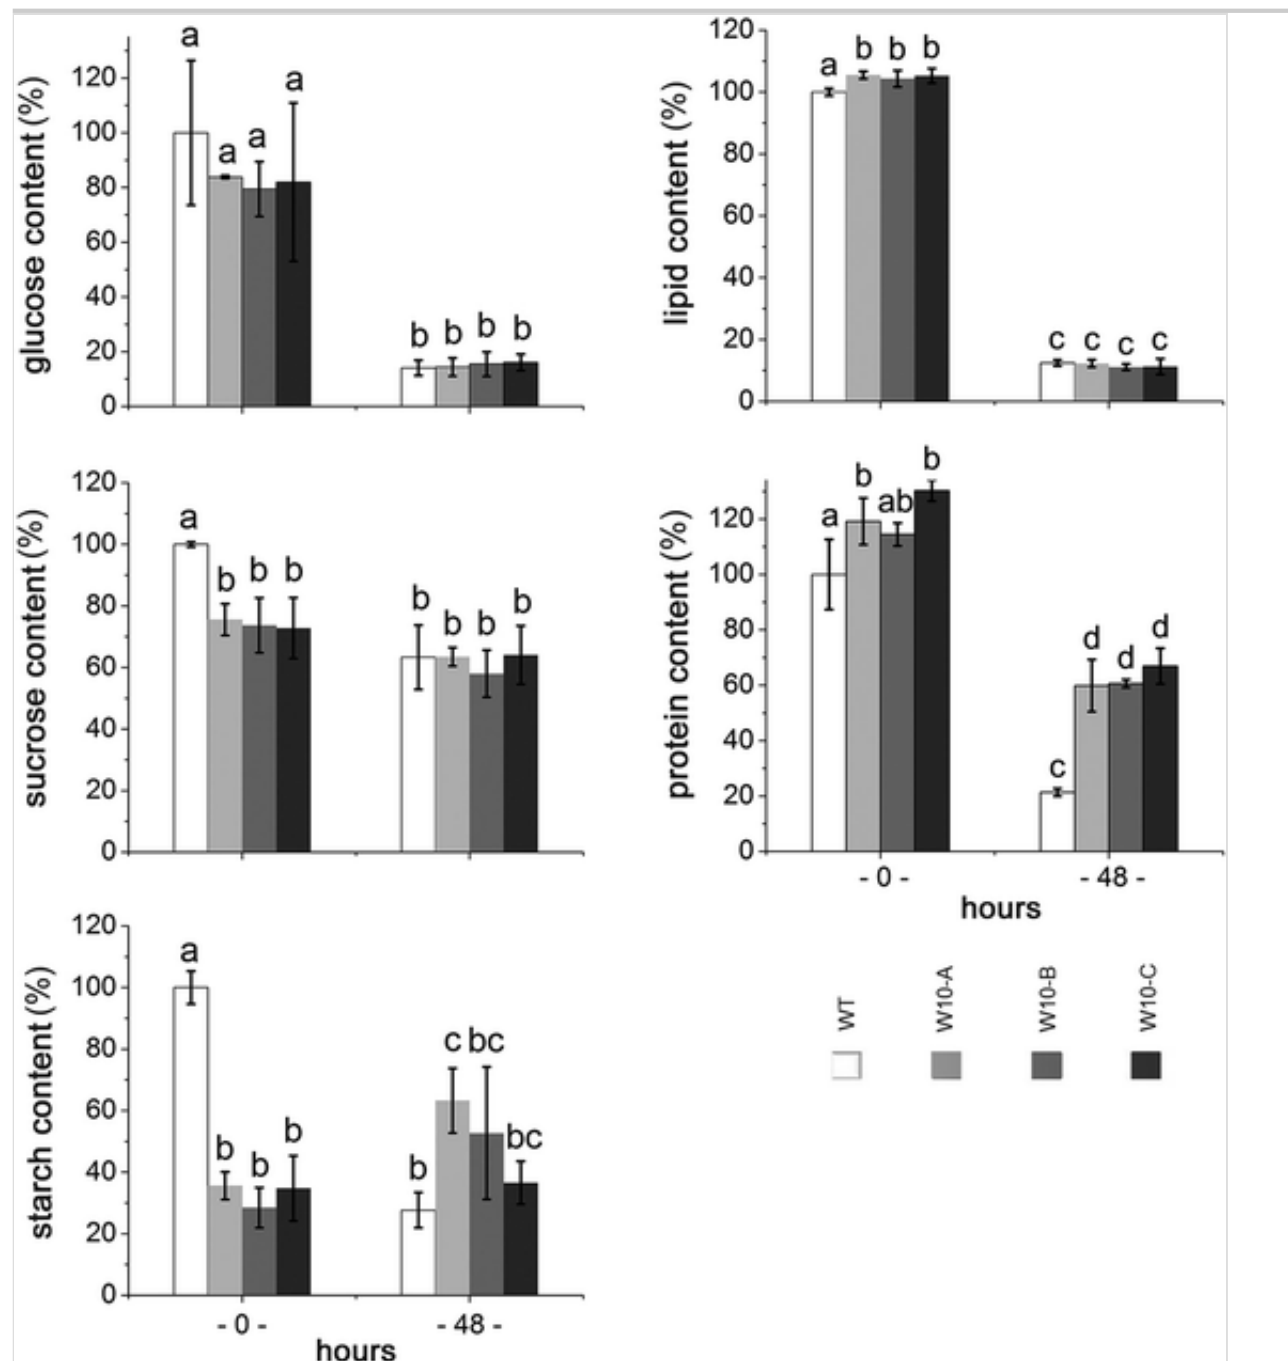 glucose content (%)
120
100
80
60
40
20
0
a
a
a
a
b
b
b
b
lipid content (%)
120
100
80
60
40
20
0
a
b
b
b
c
c
c
c
sucrose content (%)
120
100
80
60
40
20
0
a
b
b
b
b
b
b
b
protein content (%)
120
100
80
60
40
20
0
a
b
ab
b
c
d
d
d
- 0 -
- 48 -
hours
starch content (%)
120
100
80
60
40
20
0
a
b
b
b
b
c
bc
bc
- 0 -
- 48 -
hours
WT
W10-A
W10-B
W10-C